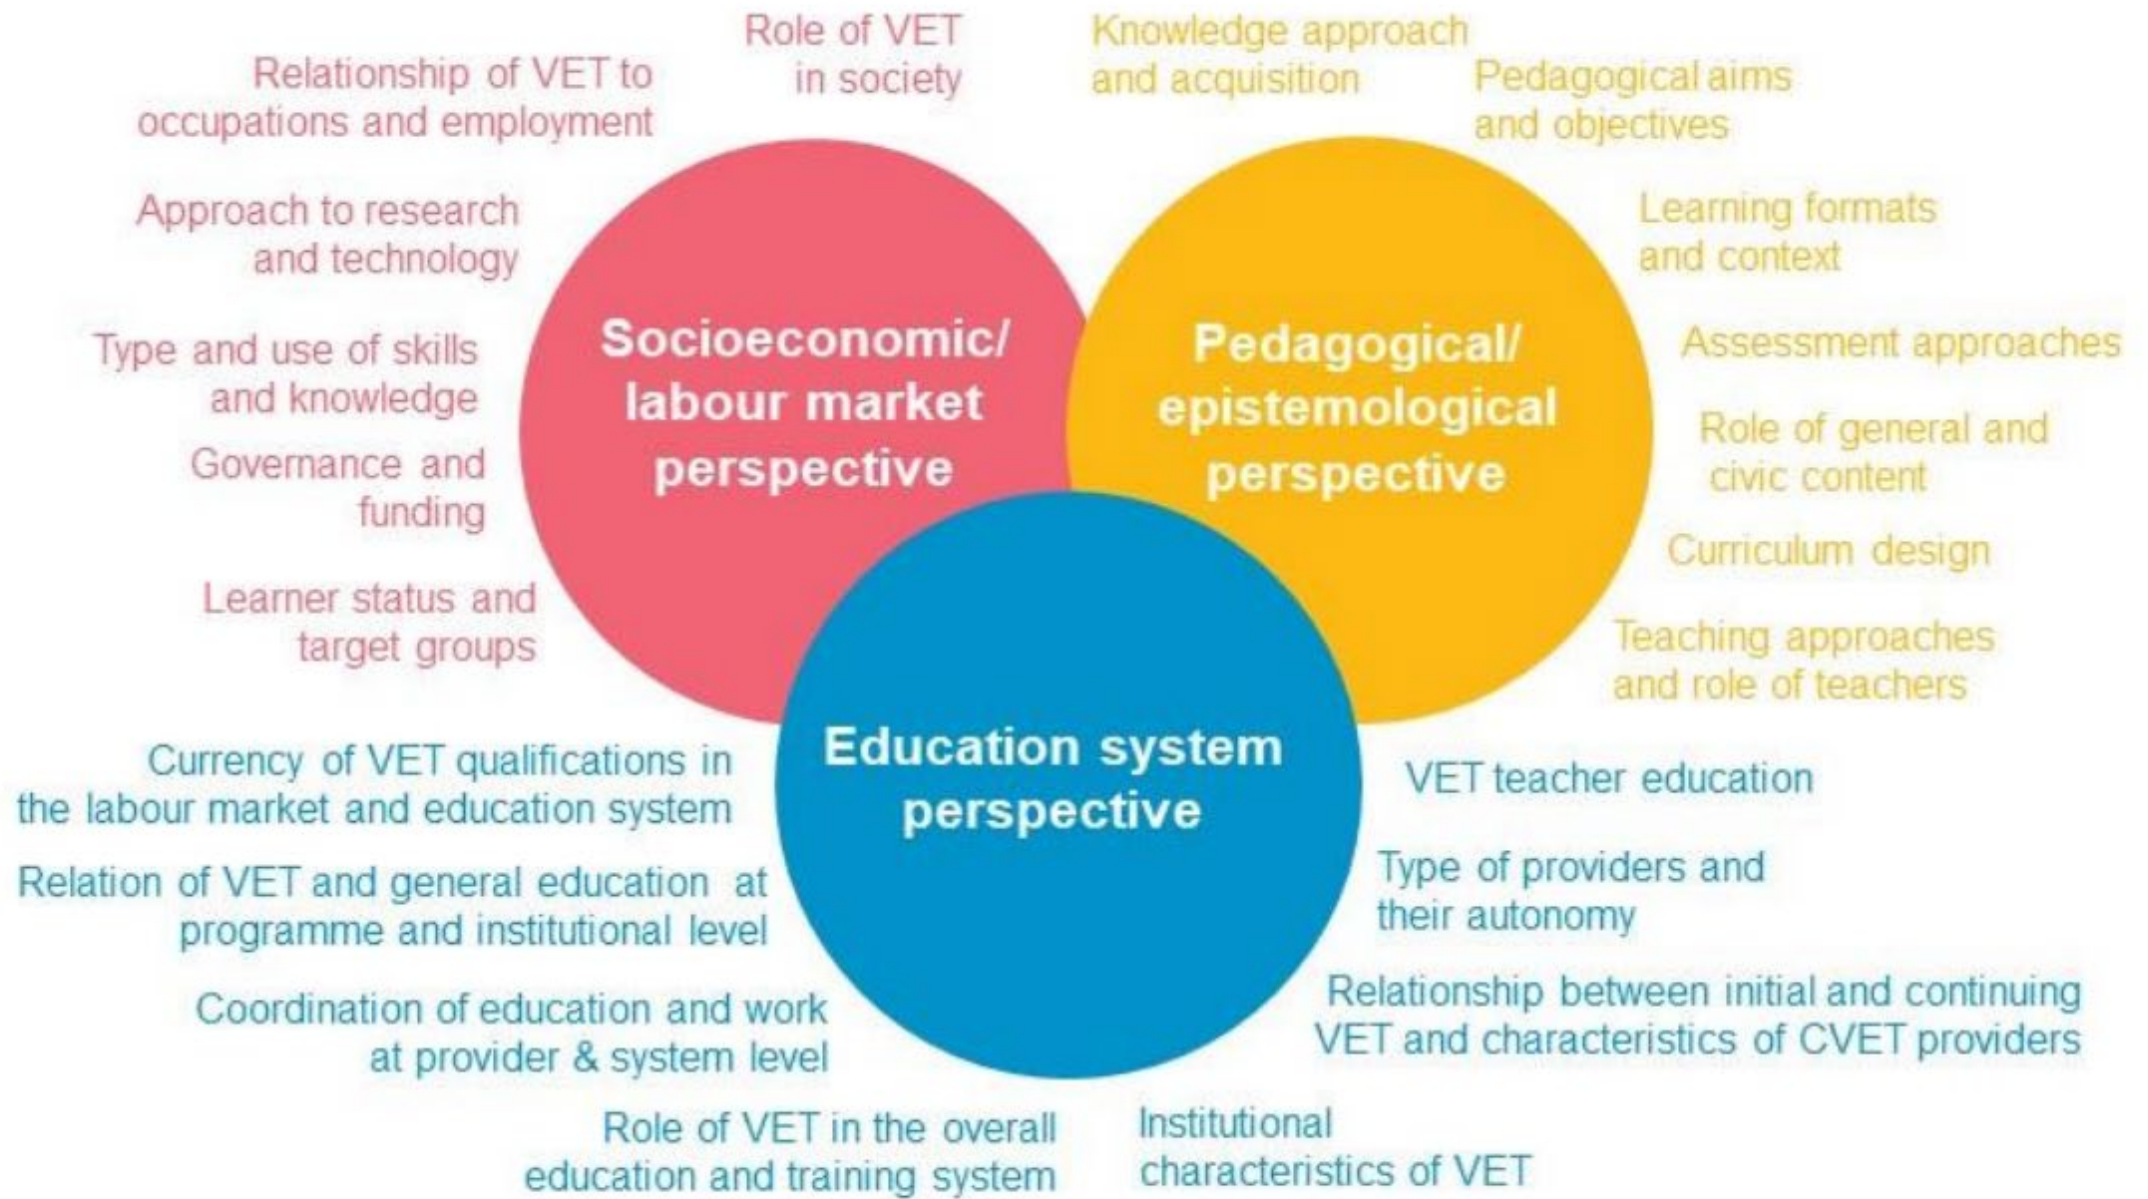 Role of VET
in society
Relationship of VET to
occupations and employment
Approach to research
and technology
Type and use of skills
and knowledge
Governance and
funding
Learner status and
target groups
Socioeconomic/
labour market
perspective
Knowledge approach
and acquisition
Pedagogical aims
and objectives
Learning formats
and context
Assessment approaches
Role of general and
civic content
Curriculum design
Teaching approaches
and role of teachers
Pedagogical/
epistemological
perspective
Education system
perspective
Currency of VET qualifications in
the labour market and education system
Relation of VET and general education at
programme and institutional level
Coordination of education and work
at provider & system level
Role of VET in the overall
education and training system
VET teacher education
Type of providers and
their autonomy
Relationship between initial and continuing
VET and characteristics of CVET providers
Institutional
characteristics of VET